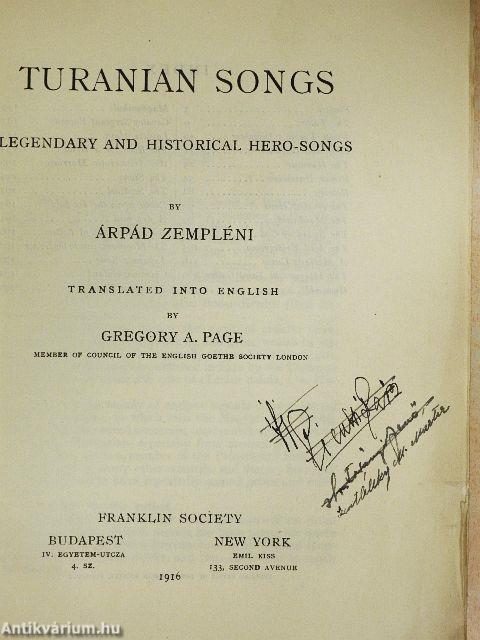 TURANIAN SONGS
LEGENDARY AND HISTORICAL HERO-SONGS
BY
ÁRPÁD ZEMPLÉNI
TRANSLATED INTO ENGLISH
BY
GREGORY A. PAGE
MEMBER OF COUNCIL OF THE ENGLISH GOETHE SOCIETY LONDON
FRANKLIN SOCIETY
BUDAPEST
IV. EGYETEM-UTCZA
4. SZ.
NEW YORK
EMIL KISS
133, SECOND AVENUE
1916
Antikvárium.hu